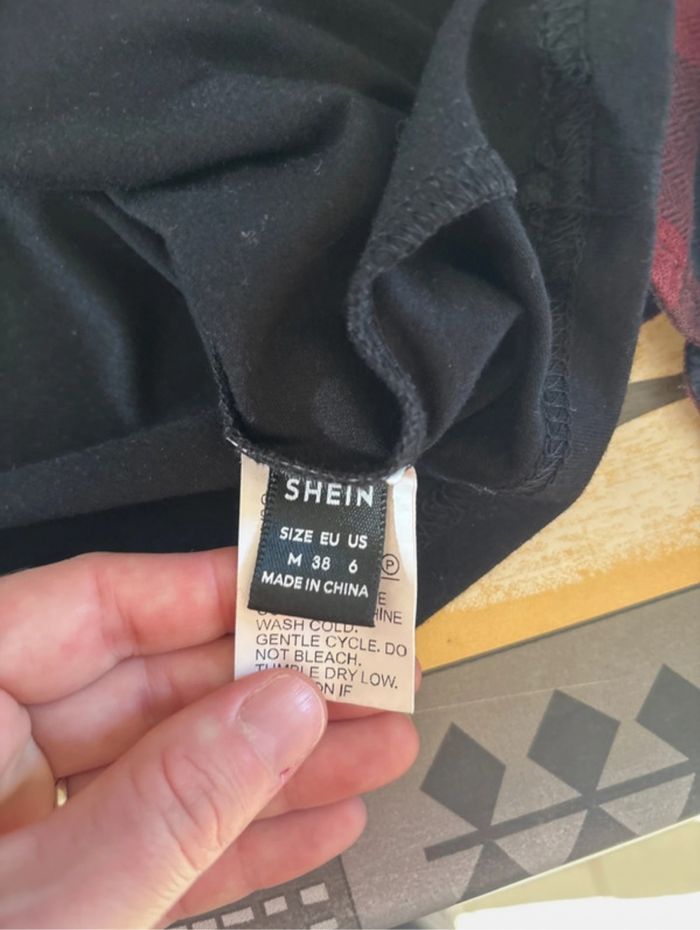 SHEIN
SIZE EU US
M 38 6
MADE IN CHINA
P
WASH COLD.
GENTLE CYCLE. DO
NOT BLEACH.
TUMBLE DRY LOW.
IF